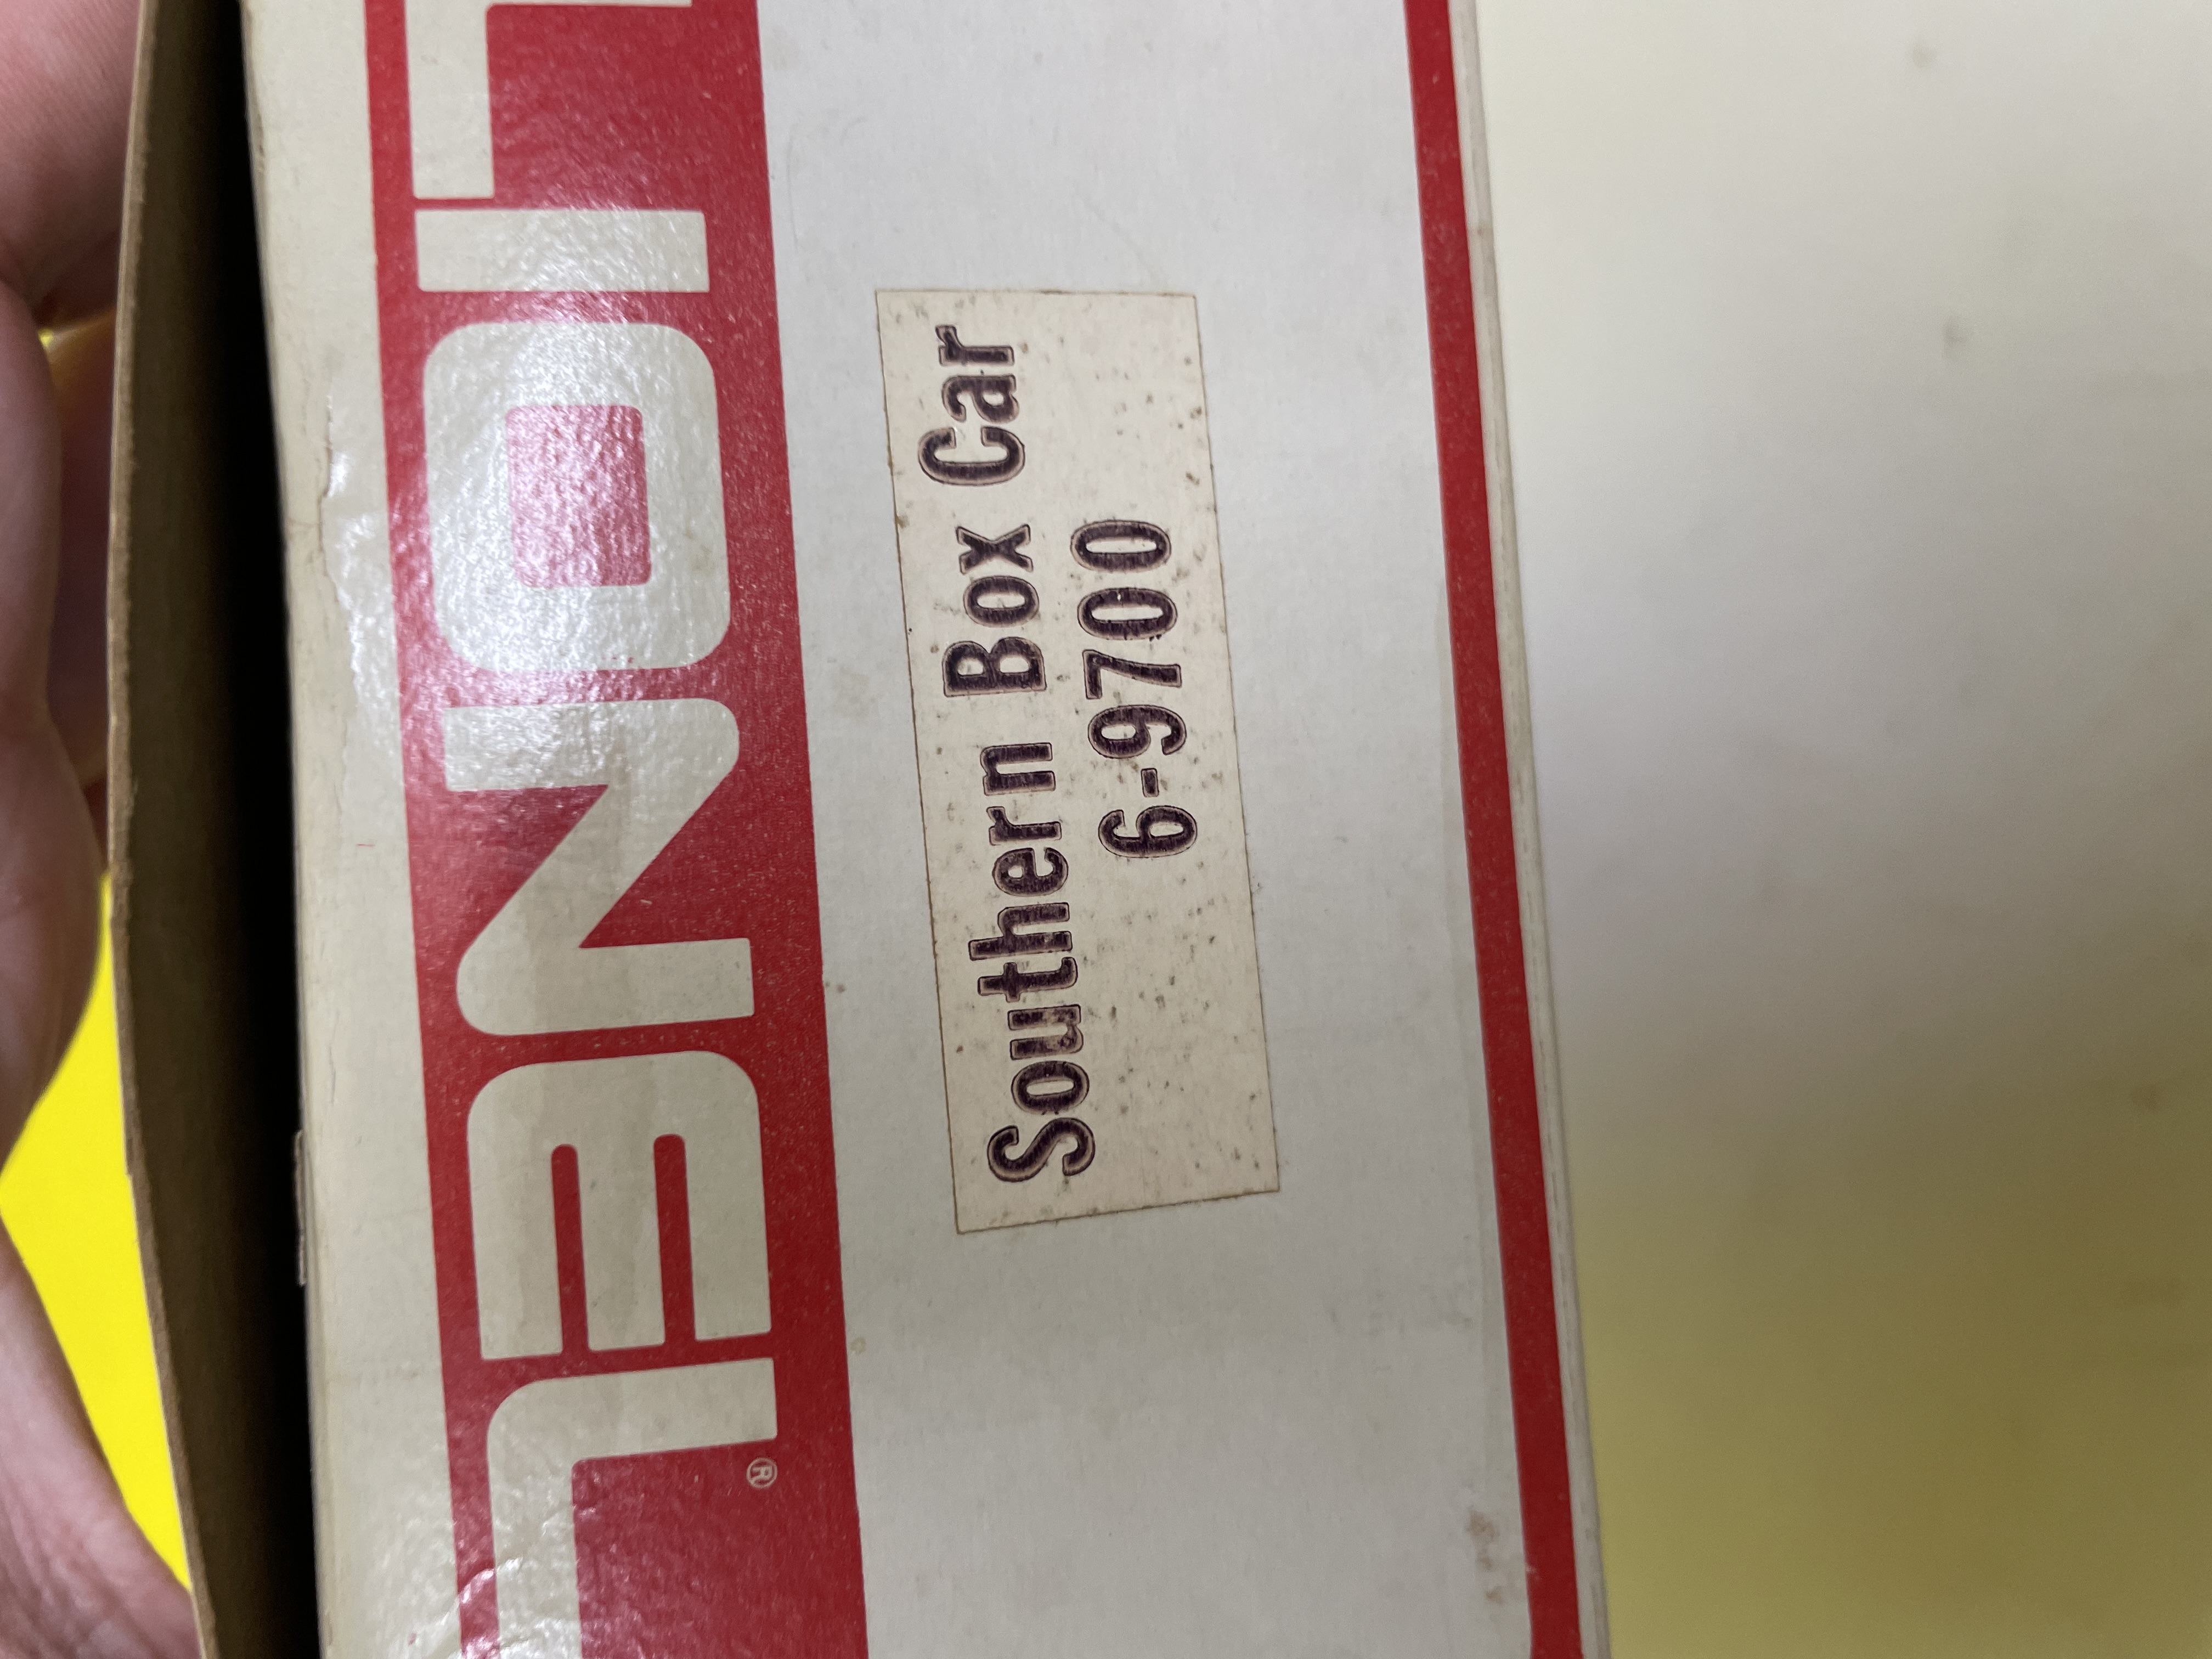 LIONEL
®
Southern Box Car
6-9700